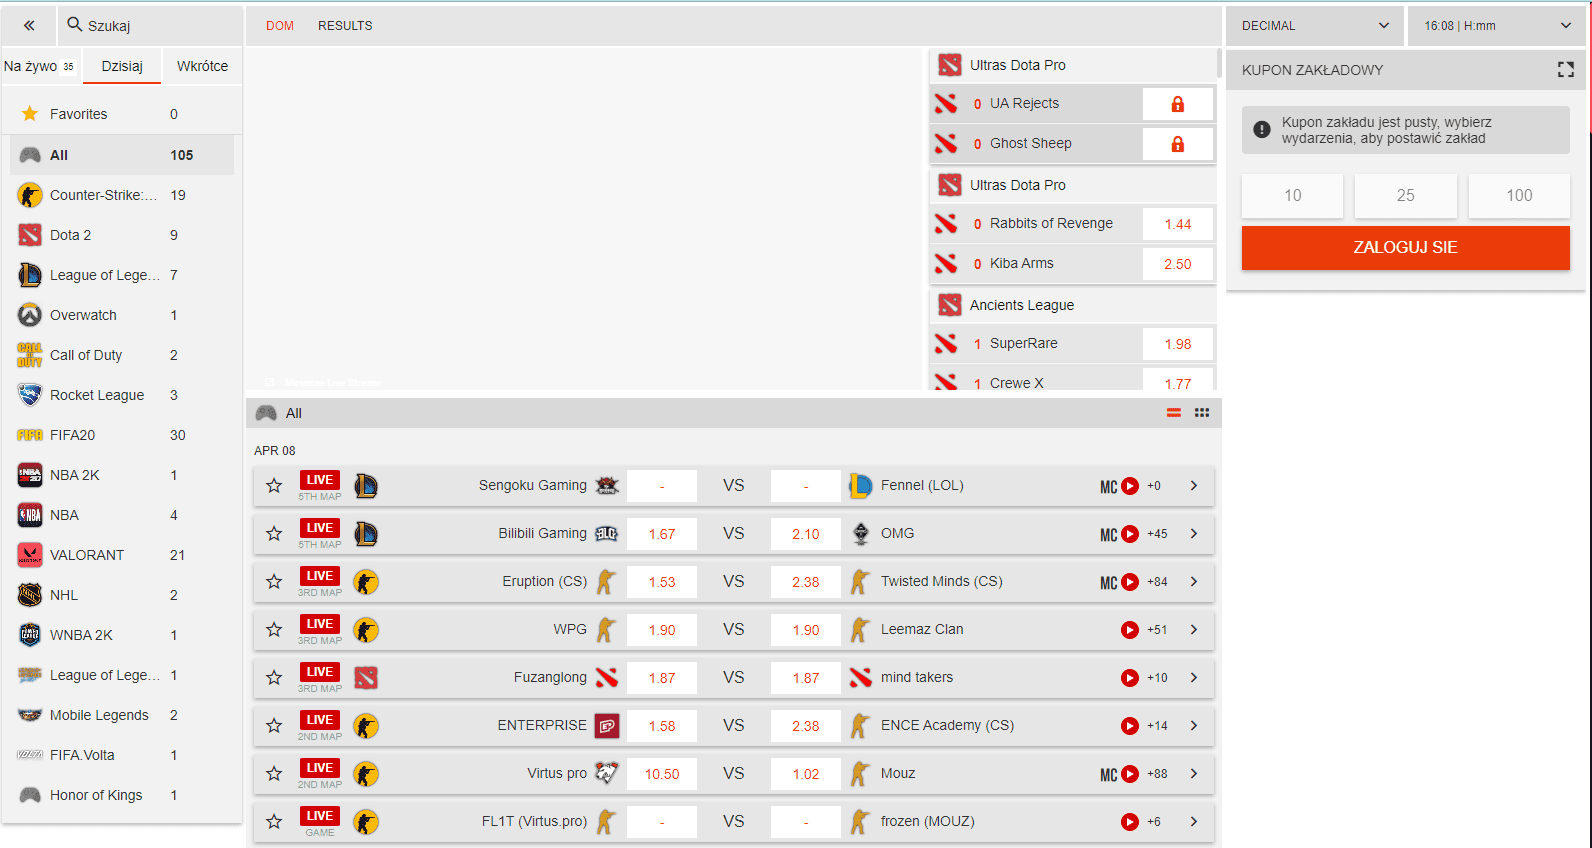 Szukaj
Na żywo 35
Dzisiaj
Wkrótce
Favorites 0
All 105
Counter-Strike:... 19
Dota 2 9
League of Lege... 7
Overwatch 1
Call of Duty 2
Rocket League 3
FIFA20 30
NBA 2K 1
NBA 4
VALORANT 21
NHL 2
WNBA 2K 1
League of Lege... 1
Mobile Legends 2
FIFA.Volta 1
Honor of Kings 1
DOM RESULTS
Ultras Dota Pro
0 UA Rejects
0 Ghost Sheep
Ultras Dota Pro
0 Rabbits of Revenge 1.44
0 Kiba Arms 2.50
Ancients League
1 SuperRare 1.98
1 Crewe X 1.77
All
APR 08
LIVE 5TH MAP Sengoku Gaming - VS - Fennel (LOL) MC +0
LIVE 5TH MAP Bilibili Gaming 1.67 VS 2.10 OMG MC +45
LIVE 3RD MAP Eruption (CS) 1.53 VS 2.38 Twisted Minds (CS) MC +84
LIVE 3RD MAP WPG 1.90 VS 1.90 Leemaz Clan +51
LIVE 3RD MAP Fuzanglong 1.87 VS 1.87 mind takers +10
LIVE 2ND MAP ENTERPRISE 1.58 VS 2.38 ENCE Academy (CS) +14
LIVE 2ND MAP Virtus pro 10.50 VS 1.02 Mouz MC +88
LIVE GAME FL1T (Virtus.pro) - VS - frozen (MOUZ) +6
DECIMAL
16:08 | H:mm
KUPON ZAKŁADOWY
Kupon zakładu jest pusty, wybierz
wydarzenia, aby postawić zakład
10 25 100
ZALOGUJ SIE